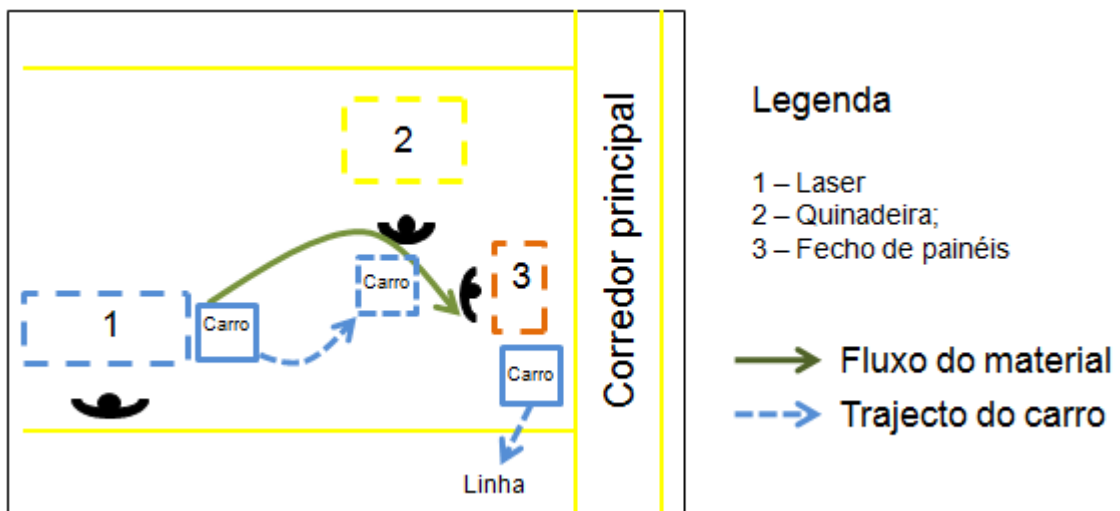 2
Carro
3
1
Carro
Carro
Linha
Corredor principal
Legenda
1 – Laser
2 – Quinadeira;
3 – Fecho de painéis
Fluxo do material
Trajecto do carro